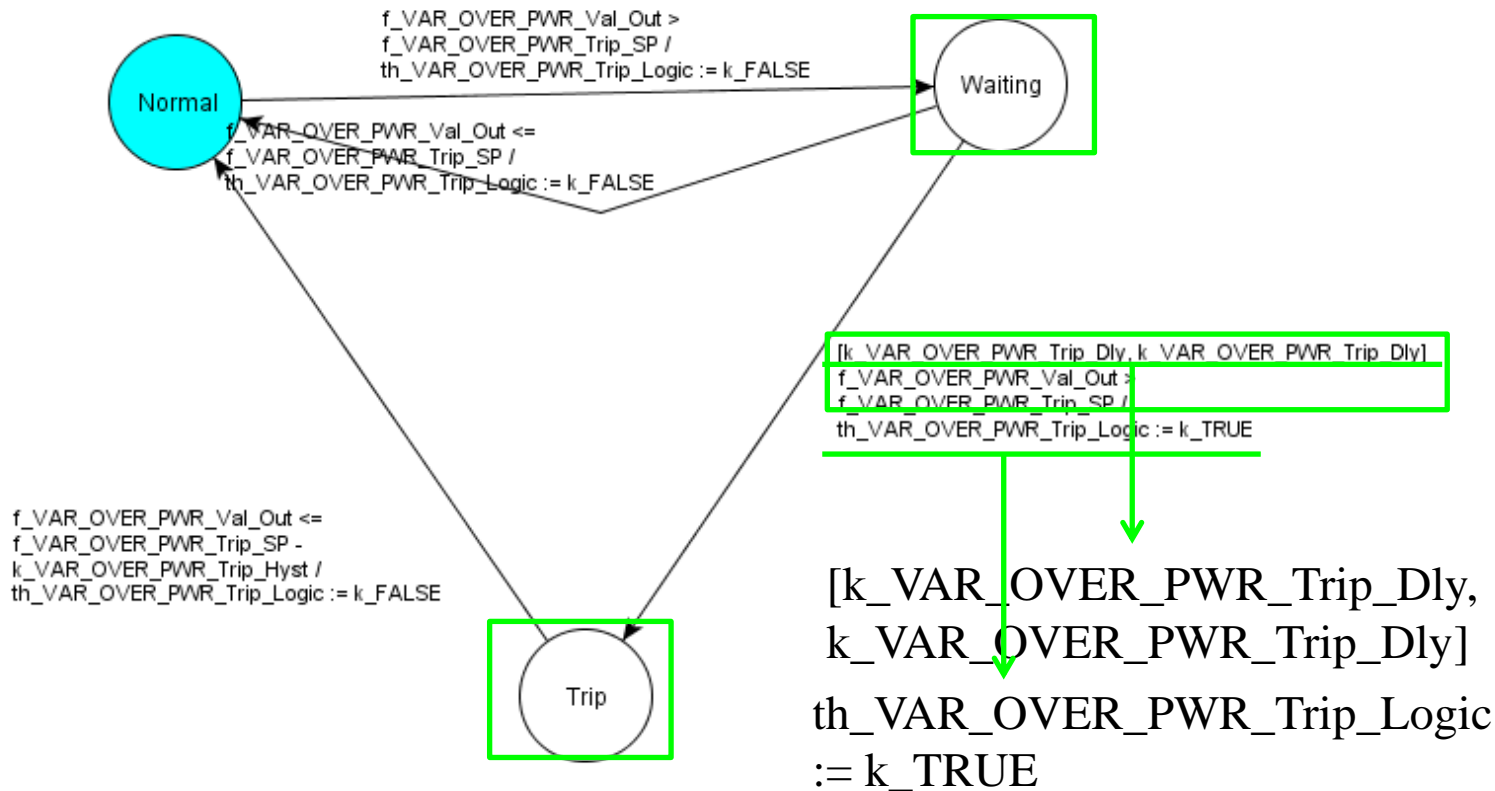 f_VAR_OVER_PWR_Val_Out >
f_VAR_OVER_PWR_Trip_SP /
th_VAR_OVER_PWR_Trip_Logic := k_FALSE
Normal
Waiting
f_VAR_OVER_PWR_Val_Out <=
f_VAR_OVER_PWR_Trip_SP /
th_VAR_OVER_PWR_Trip_Logic := k_FALSE
[k_VAR_OVER_PWR_Trip_Dly, k_VAR_OVER_PWR_Trip_Dly]
f_VAR_OVER_PWR_Val_Out >
f_VAR_OVER_PWR_Trip_SP /
th_VAR_OVER_PWR_Trip_Logic := k_TRUE
f_VAR_OVER_PWR_Val_Out <=
f_VAR_OVER_PWR_Trip_SP -
k_VAR_OVER_PWR_Trip_Hyst /
th_VAR_OVER_PWR_Trip_Logic := k_FALSE
Trip
[k_VAR_OVER_PWR_Trip_Dly,
k_VAR_OVER_PWR_Trip_Dly]
th_VAR_OVER_PWR_Trip_Logic
:= k_TRUE